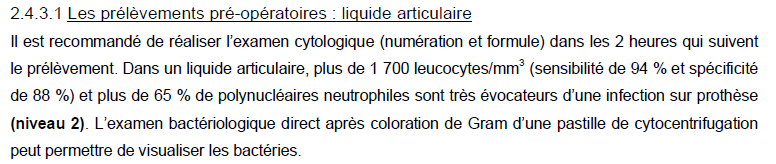 2.4.3.1 Les prélèvements pré-opératoires : liquide articulaire
Il est recommandé de réaliser l'examen cytologique (numération et formule) dans les 2 heures qui suivent
le prélèvement. Dans un liquide articulaire, plus de 1 700 leucocytes/mm³ (sensibilité de 94 % et spécificité
de 88 %) et plus de 65 % de polynucléaires neutrophiles sont très évocateurs d'une infection sur prothèse
(niveau 2). L'examen bactériologique direct après coloration de Gram d'une pastille de cytocentrifugation
peut permettre de visualiser les bactéries.